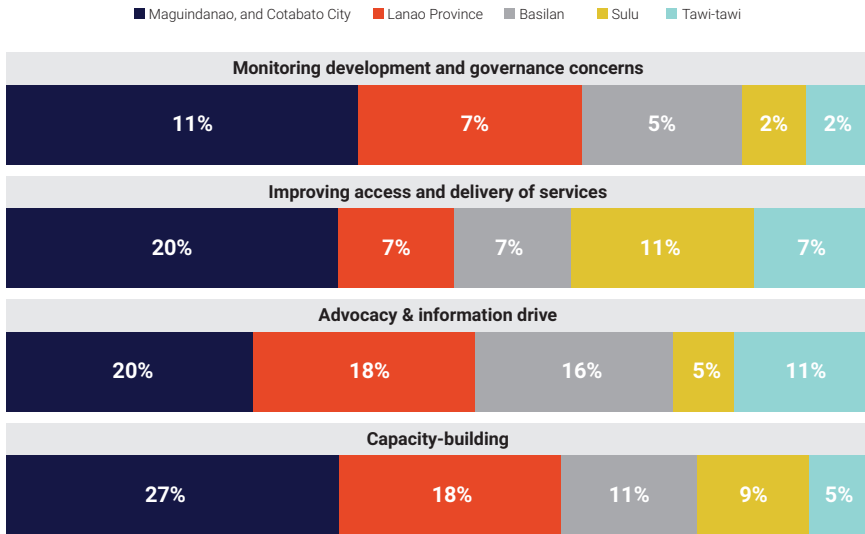 Maguindanao, and Cotabato City Lanao Province Basilan Sulu Tawi-tawi
Monitoring development and governance concerns
11% 7% 5% 2% 2%
Improving access and delivery of services
20% 7% 7% 11% 7%
Advocacy & information drive
20% 18% 16% 5% 11%
Capacity-building
27% 18% 11% 9% 5%